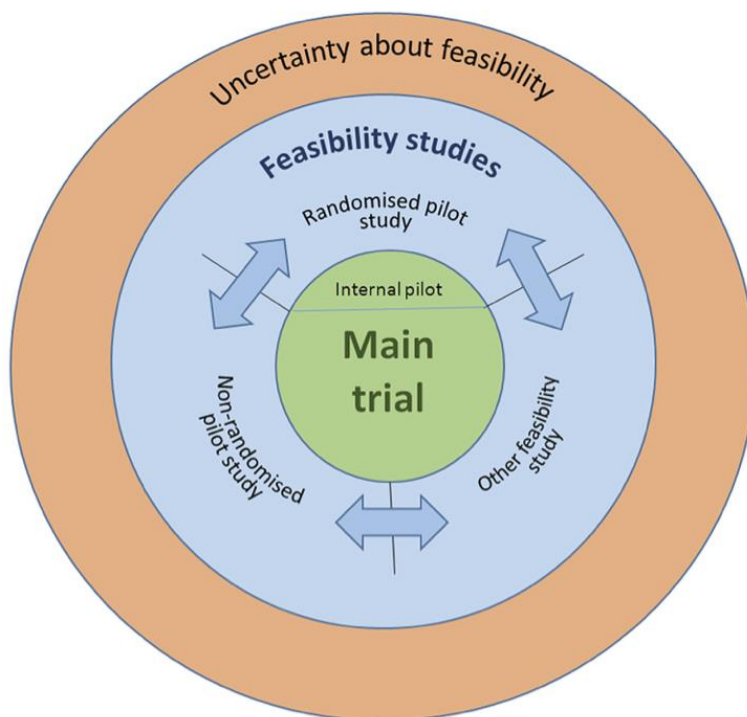 Uncertainty about feasibility
Feasibility studies
Randomised pilot
study
Internal pilot
Main
trial
Non-randomised
pilot study
Other feasibility
study